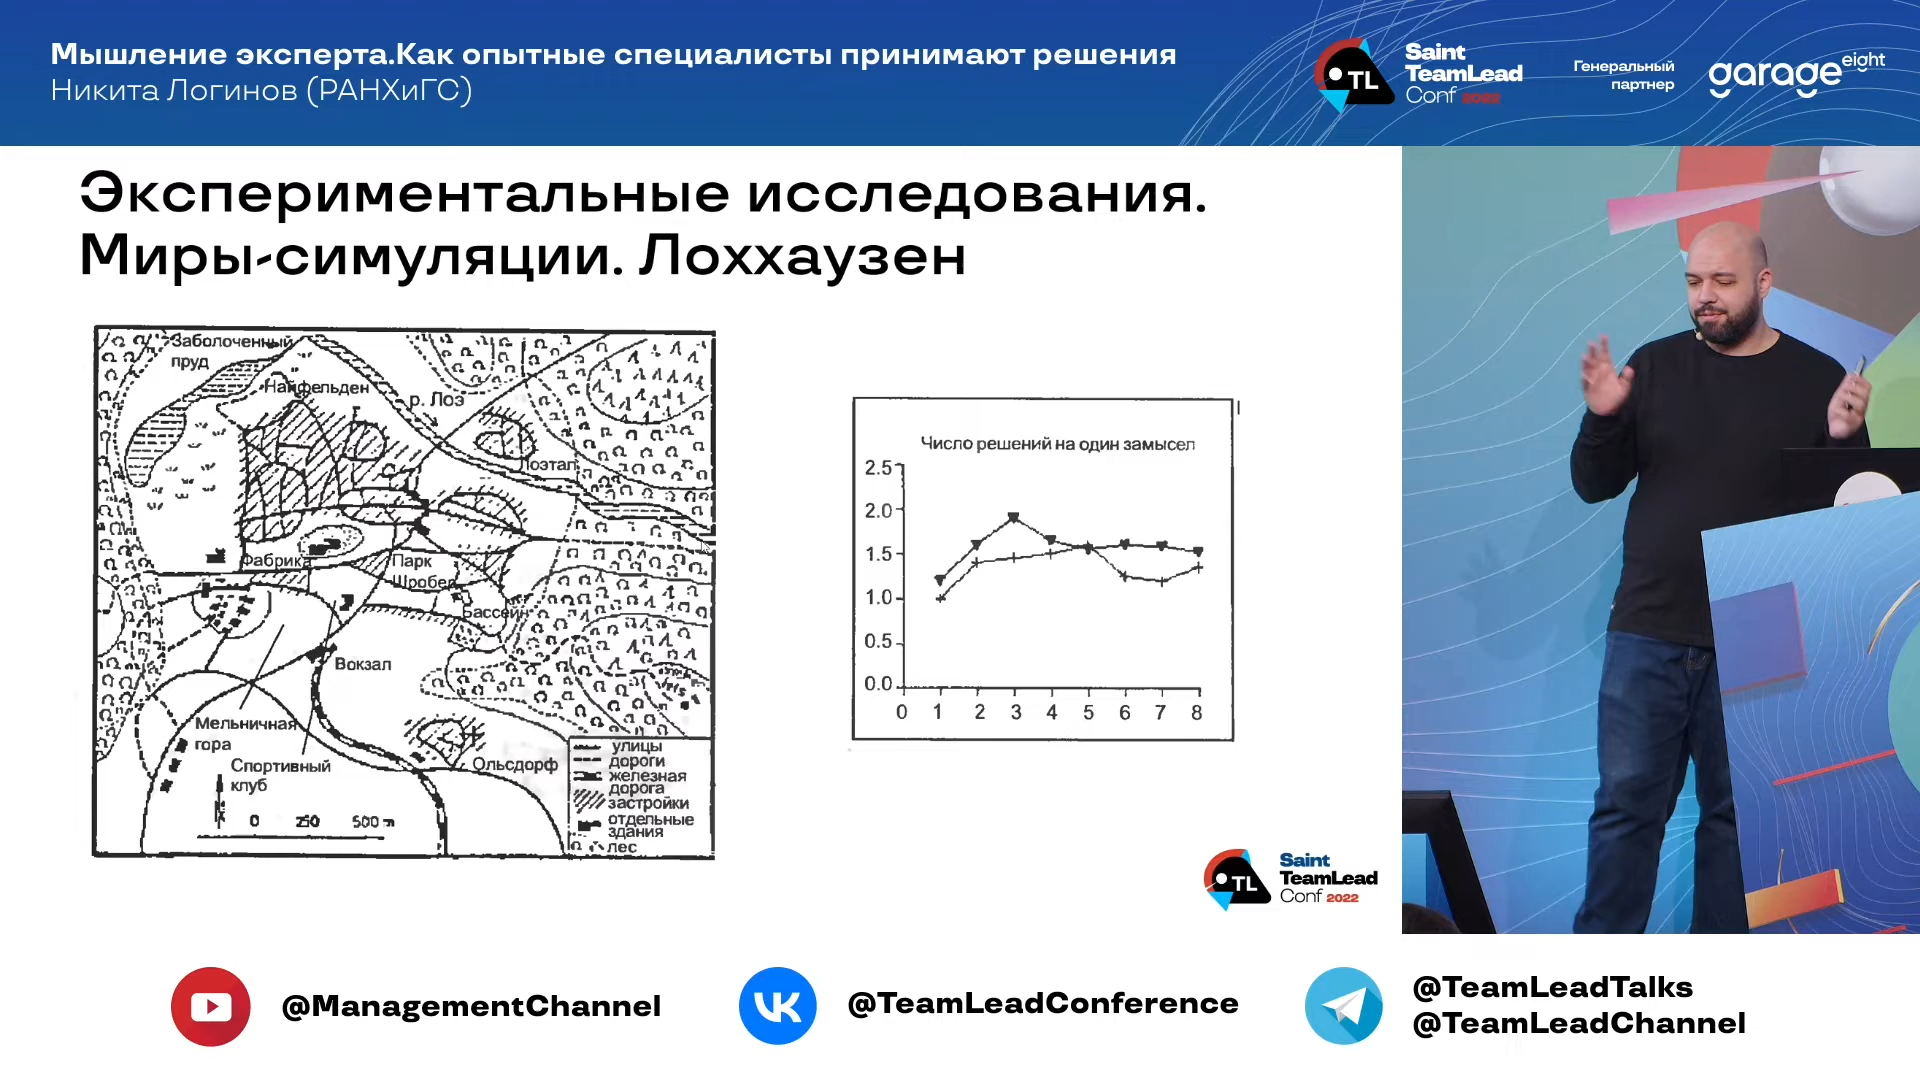 Мышление эксперта.Как опытные специалисты принимают решения
Никита Логинов (РАНХиГС)
TL
Saint
TeamLead
Conf 2022
Генеральный
партнер
garage eight
Экспериментальные исследования.
Миры-симуляции. Лоххаузен
Заболоченный
пруд
Найфельден
р. Лоэ
Лоэтал
Фабрика
Парк
Шробер
Бассейн
Вокзал
Мельничная
гора
Спортивный
клуб
Ольсдорф
0 250 500 m
улицы
дороги
железная
дорога
застройки
отдельные
здания
лес
Число решений на один замысел
2.5
2.0
1.5
1.0
0.5
0.0
0 1 2 3 4 5 6 7 8
TL
Saint
TeamLead
Conf 2022
@ManagementChannel
@TeamLeadConference
@TeamLeadTalks
@TeamLeadChannel